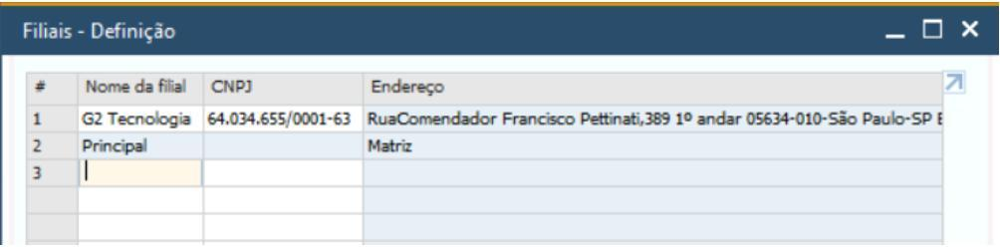 Filiais - Definição
# Nome da filial CNPJ Endereço
1 G2 Tecnologia 64.034.655/0001-63 RuaComendador Francisco Pettinati,389 1º andar 05634-010-São Paulo-SP
2 Principal Matriz
3